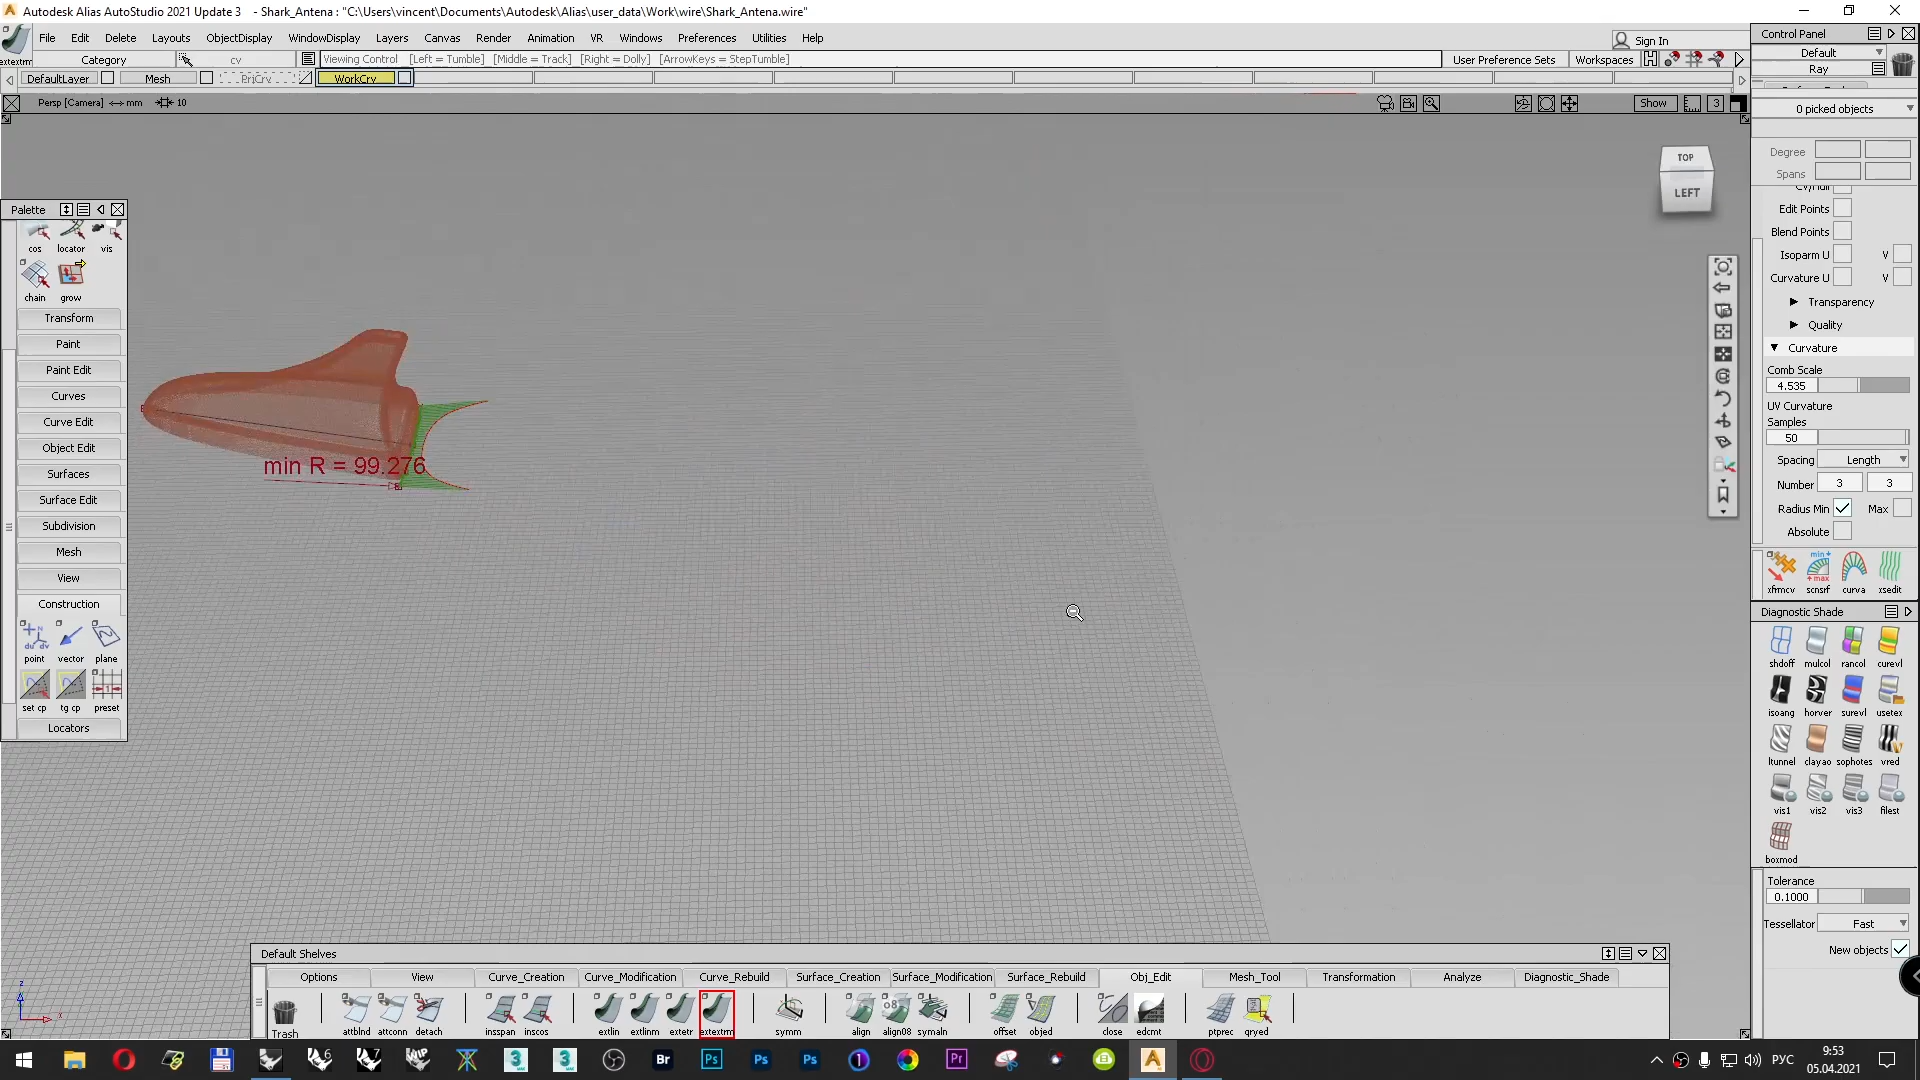 Autodesk Alias AutoStudio 2021 Update 3 - Shark_Antena : "C:\Users\vincent\Documents\Autodesk\Alias\user_data\Work\wire\Shark_Antena.wire"
File Edit Delete Layouts ObjectDisplay WindowDisplay Layers Canvas Render Animation VR Windows Preferences Utilities Help
Sign In
extextrm Category cv Viewing Control [Left = Tumble] [Middle = Track] [Right = Dolly] [ArrowKeys = StepTumble] User Preference Sets Workspaces
DefaultLayer Mesh PrjCrv WorkCrv
Persp [Camera] mm 10 Show 3
TOP
LEFT
Palette
cos locator vis
chain grow
Transform
Paint
Paint Edit
Curves
Curve Edit
Object Edit
Surfaces
Surface Edit
Subdivision
Mesh
View
Construction
point vector plane
set cp tg cp preset
Locators
min R = 99.276
Control Panel
Default
Ray
0 picked objects
Degree
Spans
CV/Hull
Edit Points
Blend Points
Isoparm U V
Curvature U V
Transparency
Quality
Curvature
Comb Scale
4.535
UV Curvature
Samples
50
Spacing Length
Number 3 3
Radius Min Max
Absolute
min
max
xfrmcv scnsrf curva xsedit
Diagnostic Shade
shdoff mulcol rancol curevl
isoang horver surevl usetex
ltunnel clayao sophotes vred
vis1 vis2 vis3 filest
boxmod
Tolerance
0.1000
Tessellator Fast
New objects
Default Shelves
Options View Curve_Creation Curve_Modification Curve_Rebuild Surface_Creation Surface_Modification Surface_Rebuild Obj_Edit Mesh_Tool Transformation Analyze Diagnostic_Shade
Trash attblnd attconn detach insspan inscos extlin extlinm extetr extextrm symm align align08 symaln offset objed close edcmt ptprec qryed
РУС
9:53
05.04.2021